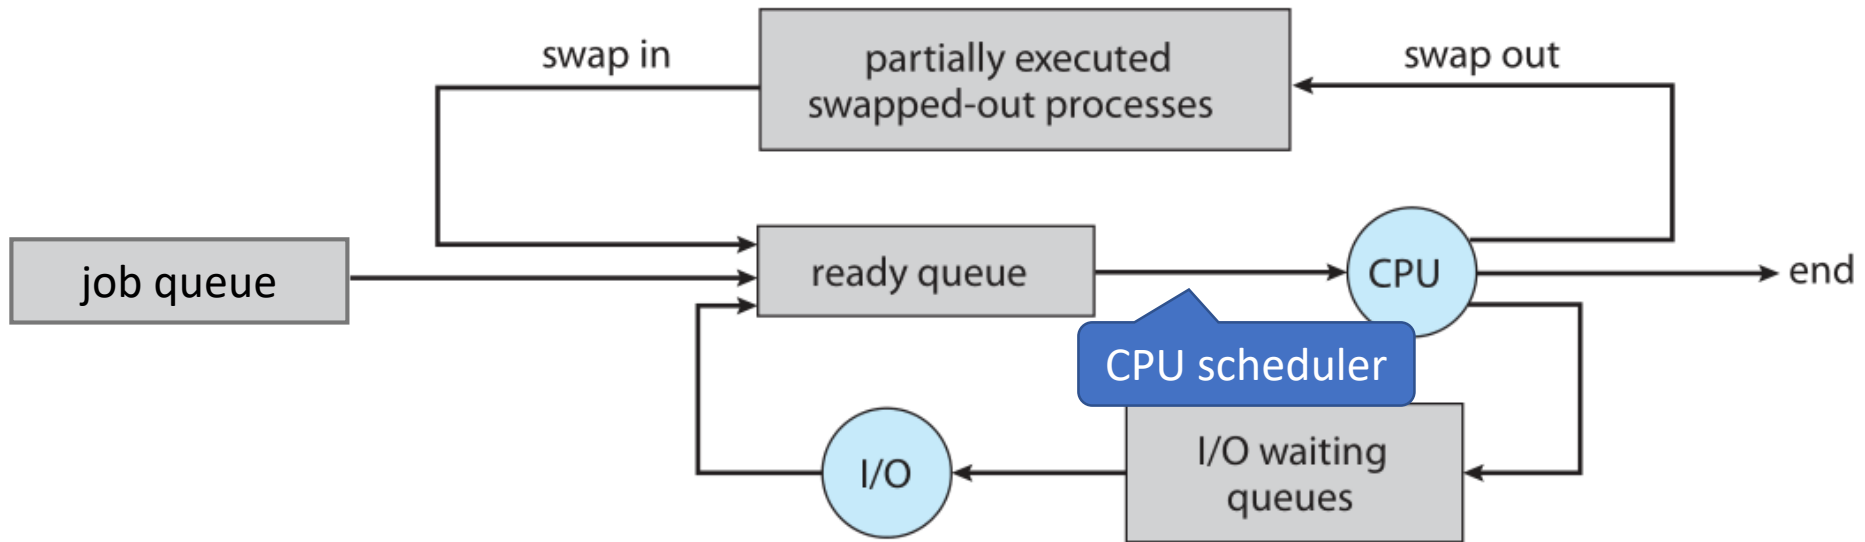 swap in
partially executed
swapped-out processes
swap out
job queue
ready queue
CPU
end
CPU scheduler
I/O
I/O waiting
queues